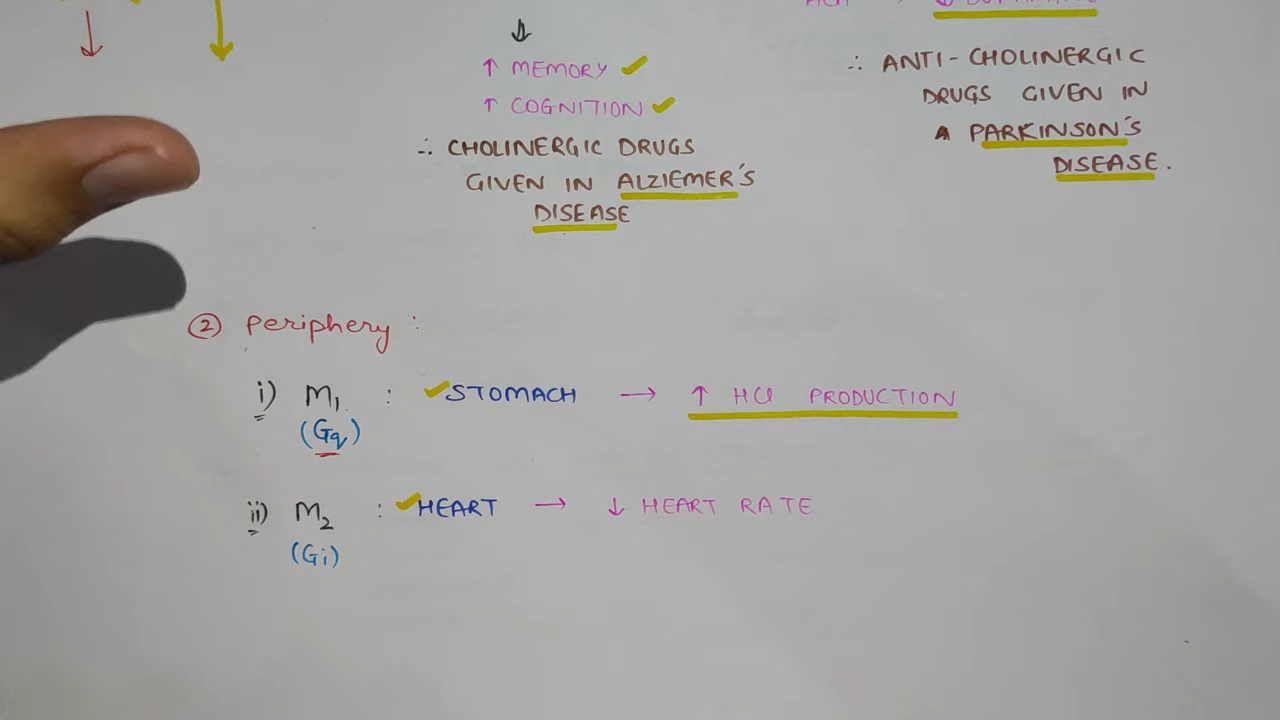 ↑ MEMORY
↑ COGNITION
∴ CHOLINERGIC DRUGS
GIVEN IN ALZIEMER'S
DISEASE
∴ ANTI-CHOLINERGIC
DRUGS GIVEN IN
PARKINSON'S
DISEASE.
② Periphery :
i) M1 : STOMACH → ↑ HCl PRODUCTION
(Gq)
ii) M2 : HEART → ↓ HEART RATE
(Gi)